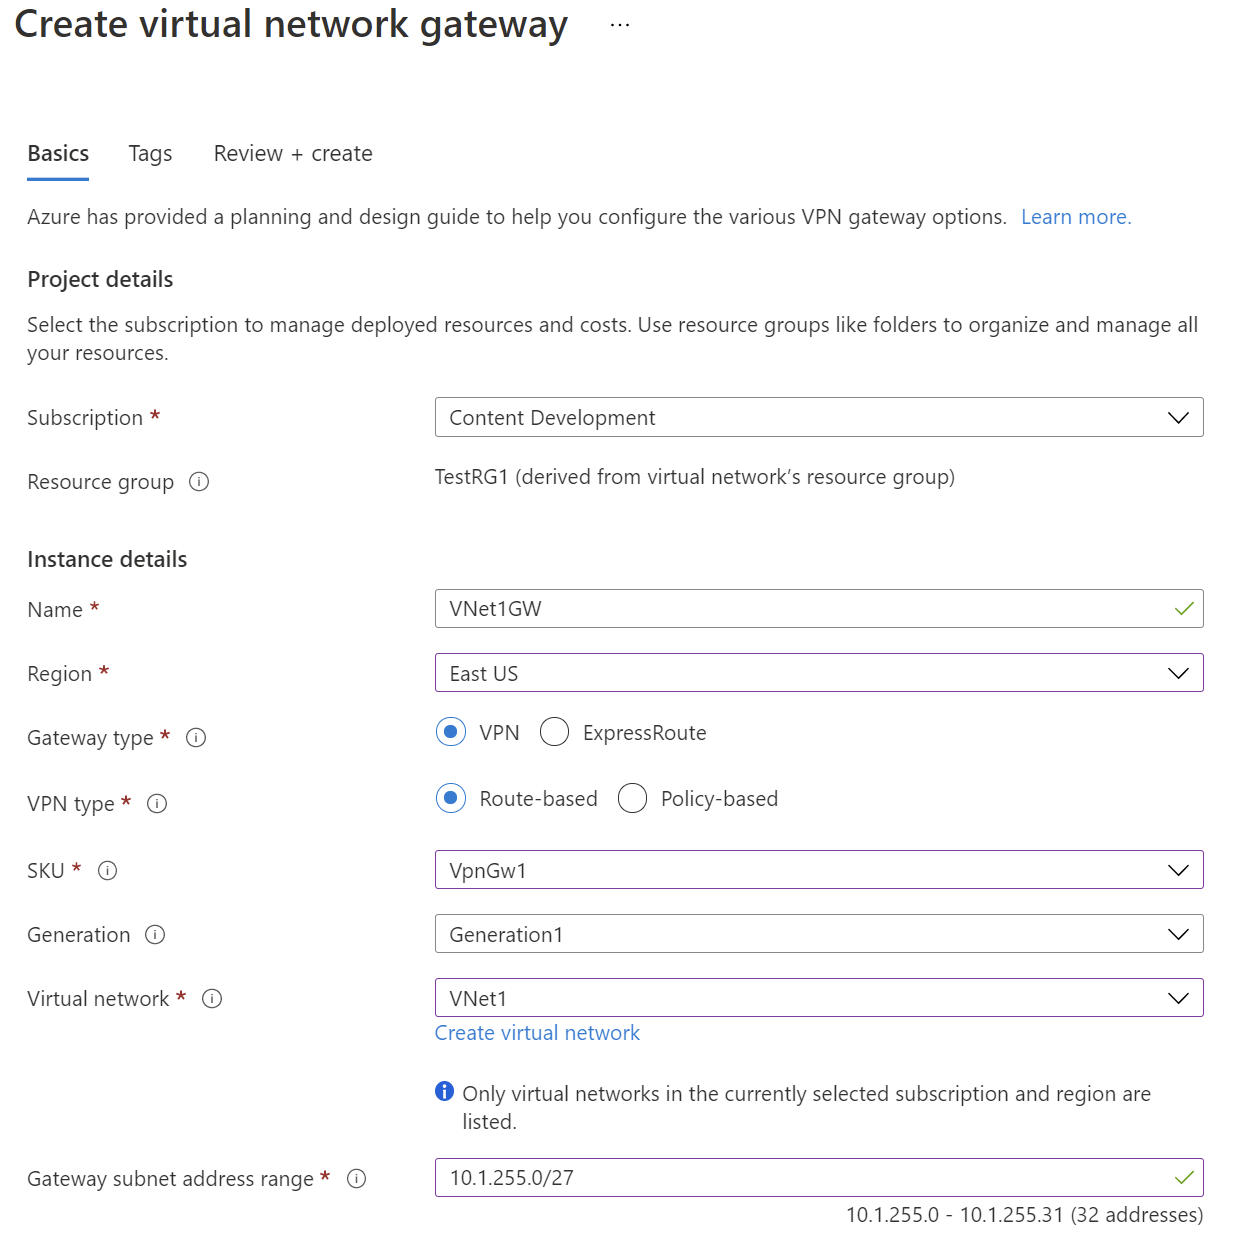 Create virtual network gateway ...
Basics Tags Review + create
Azure has provided a planning and design guide to help you configure the various VPN gateway options. Learn more.
Project details
Select the subscription to manage deployed resources and costs. Use resource groups like folders to organize and manage all
your resources.
Subscription * Content Development
Resource group TestRG1 (derived from virtual network’s resource group)
Instance details
Name * VNet1GW
Region * East US
Gateway type * VPN ExpressRoute
VPN type * Route-based Policy-based
SKU * VpnGw1
Generation Generation1
Virtual network * VNet1
Create virtual network
Only virtual networks in the currently selected subscription and region are
listed.
Gateway subnet address range * 10.1.255.0/27
10.1.255.0 - 10.1.255.31 (32 addresses)